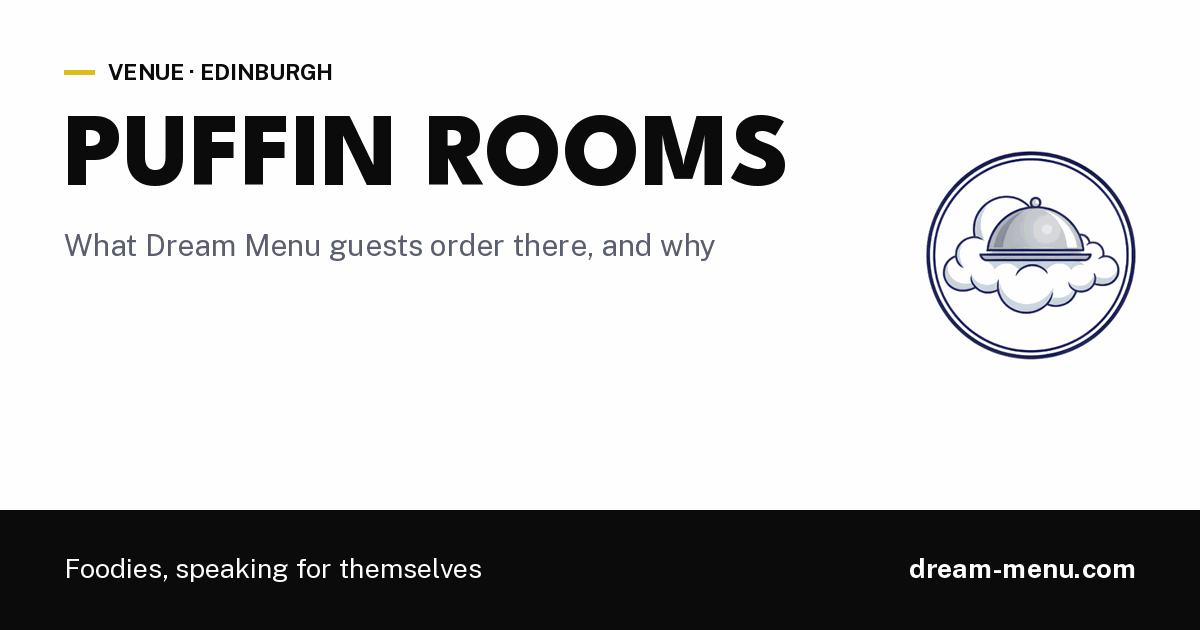 VENUE · EDINBURGH
PUFFIN ROOMS
What Dream Menu guests order there, and why
Foodies, speaking for themselves
dream-menu.com